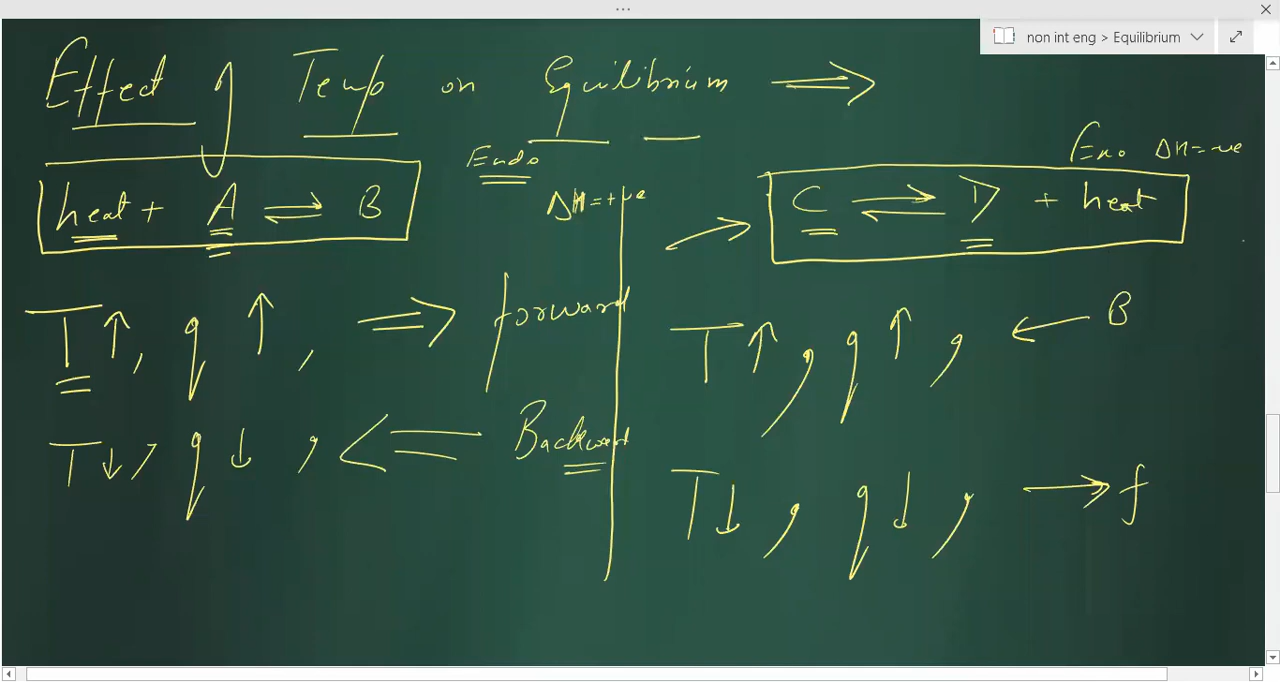 non int eng > Equilibrium
Effect of Temp on Equilibrium ⟹
Endo
ΔH=+ve
heat + A ⇌ B
T↑, q↑, ⟹ forward
T↓, q↓, ⟸ Backward
Exo ΔH=-ve
C ⇌ D + heat
T↑, q↑, ← B
T↓, q↓, → f